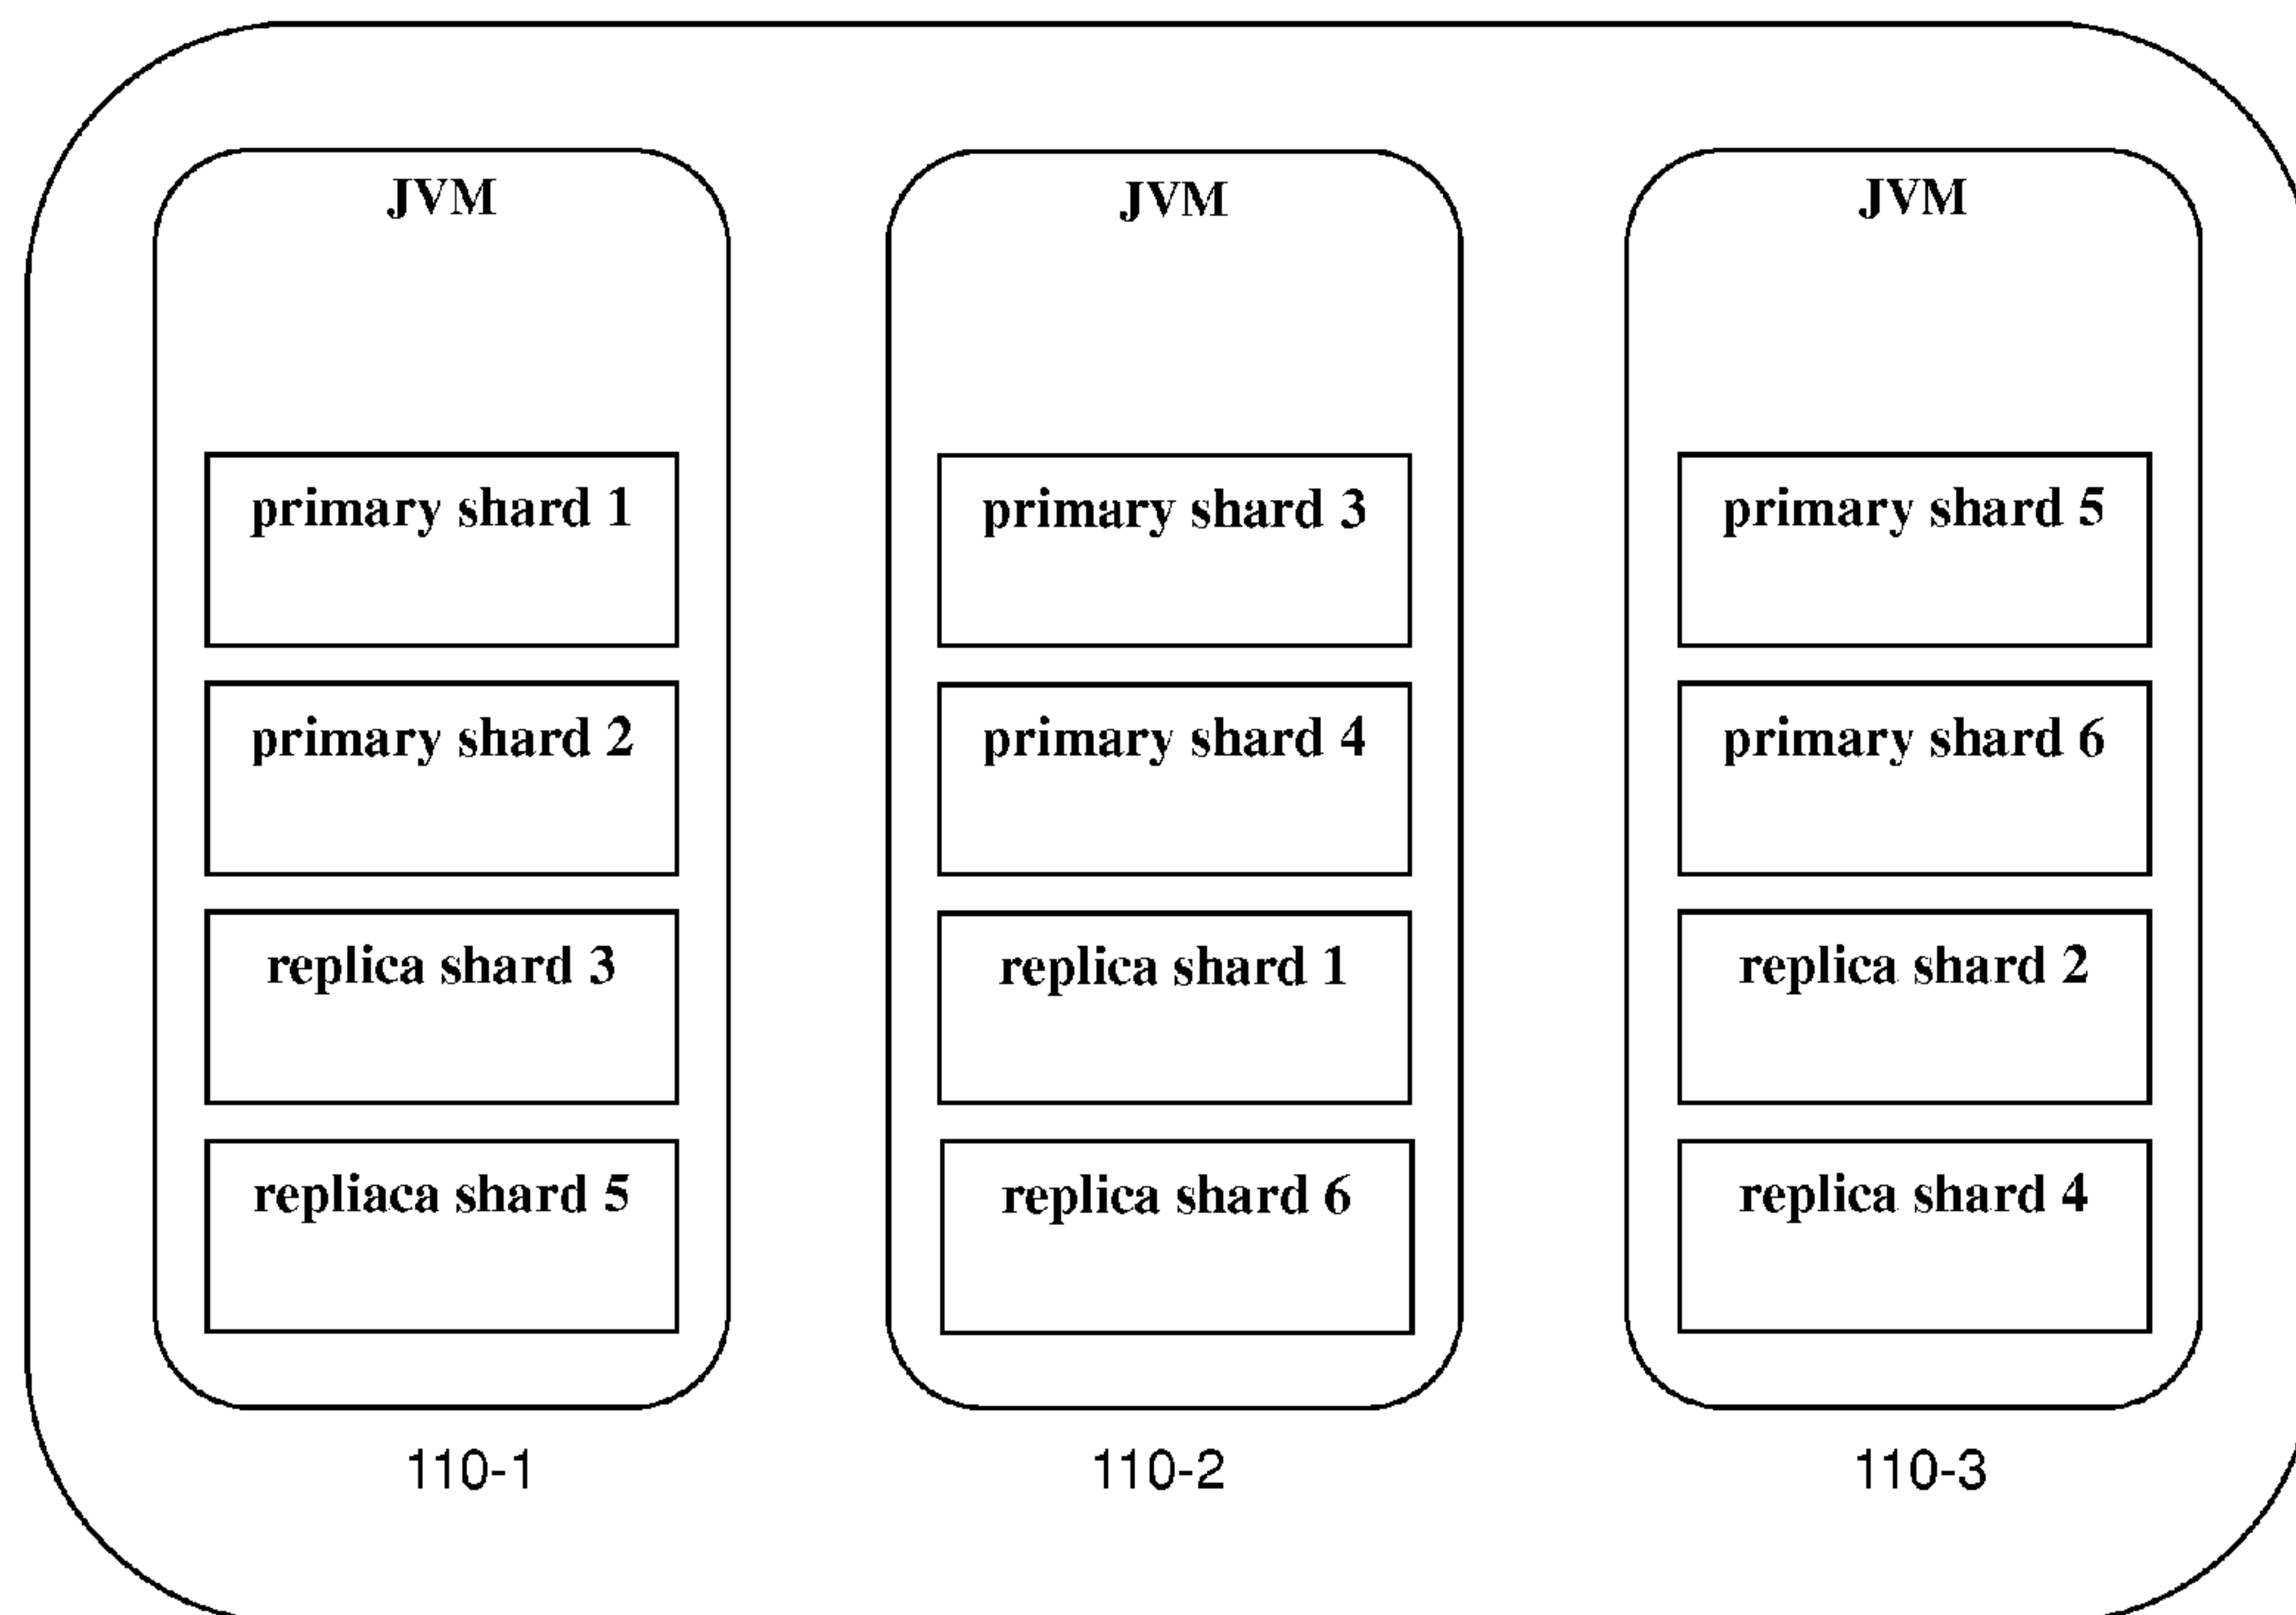 JVM
primary shard 1
primary shard 2
replica shard 3
repliaca shard 5
110-1
JVM
primary shard 3
primary shard 4
replica shard 1
replica shard 6
110-2
JVM
primary shard 5
primary shard 6
replica shard 2
replica shard 4
110-3